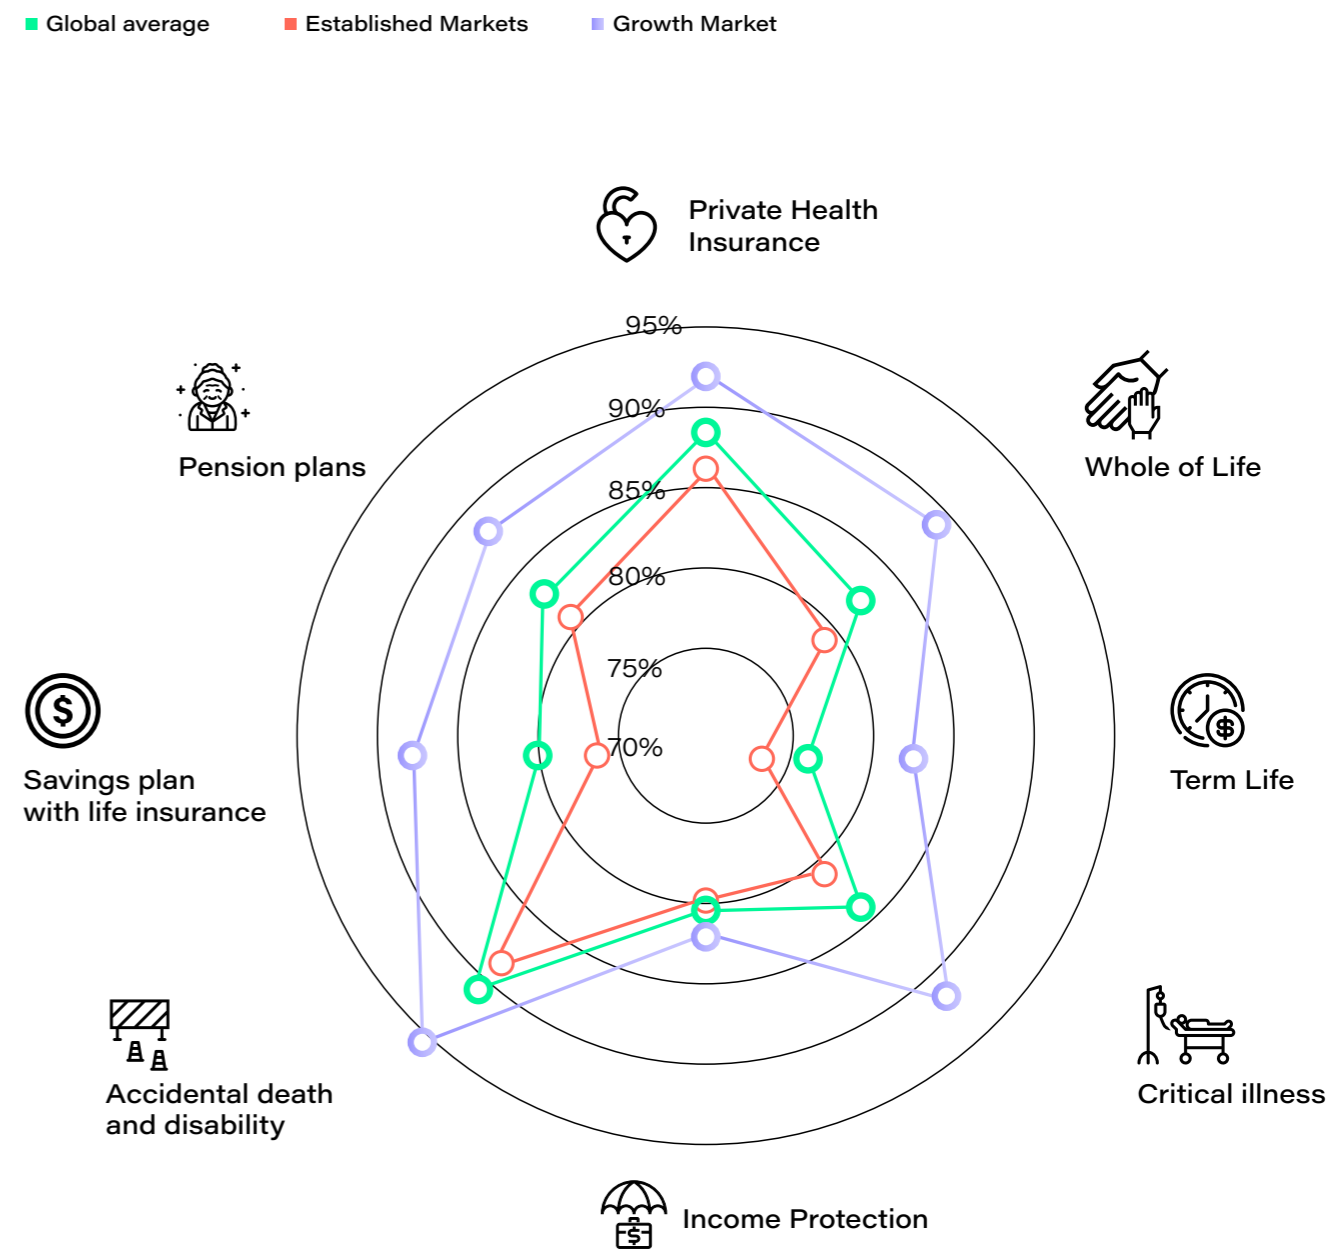 Global average
Established Markets
Growth Market
Private Health
Insurance
95%
90%
85%
80%
75%
70%
Pension plans
Whole of Life
$
Savings plan
with life insurance
$
Term Life
Accidental death
and disability
Critical illness
$
Income Protection